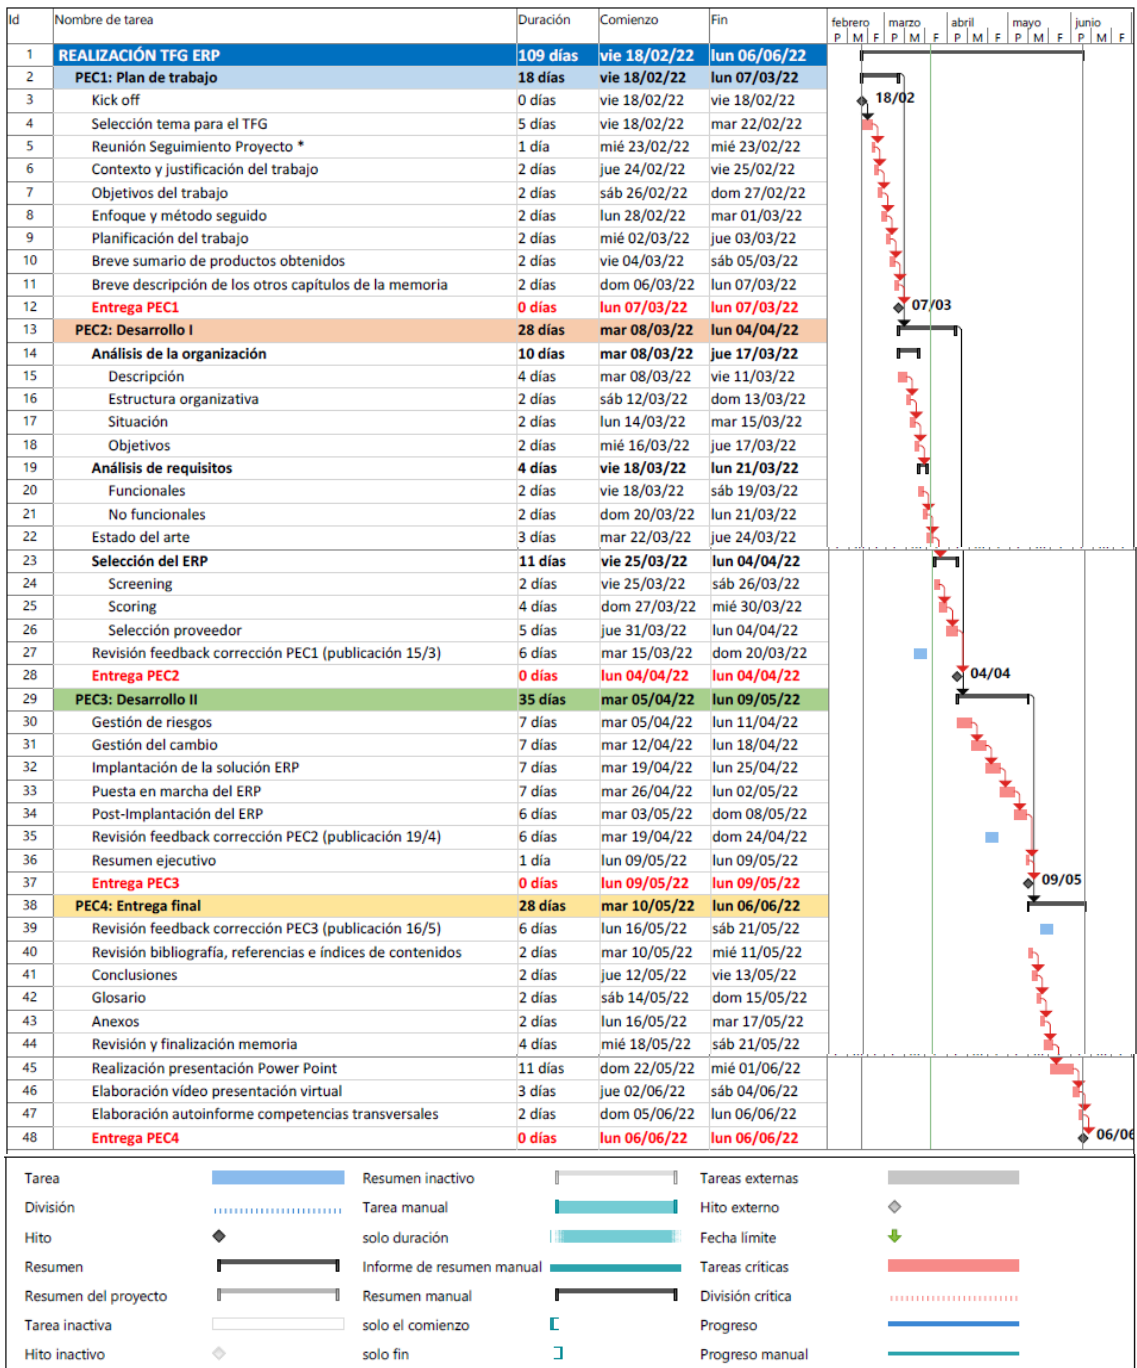 Id Nombre de tarea Duración Comienzo Fin febrero marzo abril mayo junio
P M F P M F P M F P M F P M F
1 REALIZACIÓN TFG ERP 109 días vie 18/02/22 lun 06/06/22
2 PEC1: Plan de trabajo 18 días vie 18/02/22 lun 07/03/22
3 Kick off 0 días vie 18/02/22 vie 18/02/22 18/02
4 Selección tema para el TFG 5 días vie 18/02/22 mar 22/02/22
5 Reunión Seguimiento Proyecto * 1 día mié 23/02/22 mié 23/02/22
6 Contexto y justificación del trabajo 2 días jue 24/02/22 vie 25/02/22
7 Objetivos del trabajo 2 días sáb 26/02/22 dom 27/02/22
8 Enfoque y método seguido 2 días lun 28/02/22 mar 01/03/22
9 Planificación del trabajo 2 días mié 02/03/22 jue 03/03/22
10 Breve sumario de productos obtenidos 2 días vie 04/03/22 sáb 05/03/22
11 Breve descripción de los otros capítulos de la memoria 2 días dom 06/03/22 lun 07/03/22
12 Entrega PEC1 0 días lun 07/03/22 lun 07/03/22 07/03
13 PEC2: Desarrollo I 28 días mar 08/03/22 lun 04/04/22
14 Análisis de la organización 10 días mar 08/03/22 jue 17/03/22
15 Descripción 4 días mar 08/03/22 vie 11/03/22
16 Estructura organizativa 2 días sáb 12/03/22 dom 13/03/22
17 Situación 2 días lun 14/03/22 mar 15/03/22
18 Objetivos 2 días mié 16/03/22 jue 17/03/22
19 Análisis de requisitos 4 días vie 18/03/22 lun 21/03/22
20 Funcionales 2 días vie 18/03/22 sáb 19/03/22
21 No funcionales 2 días dom 20/03/22 lun 21/03/22
22 Estado del arte 3 días mar 22/03/22 jue 24/03/22
23 Selección del ERP 11 días vie 25/03/22 lun 04/04/22
24 Screening 2 días vie 25/03/22 sáb 26/03/22
25 Scoring 4 días dom 27/03/22 mié 30/03/22
26 Selección proveedor 5 días jue 31/03/22 lun 04/04/22
27 Revisión feedback corrección PEC1 (publicación 15/3) 6 días mar 15/03/22 dom 20/03/22
28 Entrega PEC2 0 días lun 04/04/22 lun 04/04/22 04/04
29 PEC3: Desarrollo II 35 días mar 05/04/22 lun 09/05/22
30 Gestión de riesgos 7 días mar 05/04/22 lun 11/04/22
31 Gestión del cambio 7 días mar 12/04/22 lun 18/04/22
32 Implantación de la solución ERP 7 días mar 19/04/22 lun 25/04/22
33 Puesta en marcha del ERP 7 días mar 26/04/22 lun 02/05/22
34 Post-Implantación del ERP 6 días mar 03/05/22 dom 08/05/22
35 Revisión feedback corrección PEC2 (publicación 19/4) 6 días mar 19/04/22 dom 24/04/22
36 Resumen ejecutivo 1 día lun 09/05/22 lun 09/05/22
37 Entrega PEC3 0 días lun 09/05/22 lun 09/05/22 09/05
38 PEC4: Entrega final 28 días mar 10/05/22 lun 06/06/22
39 Revisión feedback corrección PEC3 (publicación 16/5) 6 días lun 16/05/22 sáb 21/05/22
40 Revisión bibliografía, referencias e índices de contenidos 2 días mar 10/05/22 mié 11/05/22
41 Conclusiones 2 días jue 12/05/22 vie 13/05/22
42 Glosario 2 días sáb 14/05/22 dom 15/05/22
43 Anexos 2 días lun 16/05/22 mar 17/05/22
44 Revisión y finalización memoria 4 días mié 18/05/22 sáb 21/05/22
45 Realización presentación Power Point 11 días dom 22/05/22 mié 01/06/22
46 Elaboración vídeo presentación virtual 3 días jue 02/06/22 sáb 04/06/22
47 Elaboración autoinforme competencias transversales 2 días dom 05/06/22 lun 06/06/22
48 Entrega PEC4 0 días lun 06/06/22 lun 06/06/22 06/06
Tarea Resumen inactivo Tareas externas
División Tarea manual Hito externo
Hito solo duración Fecha límite
Resumen Informe de resumen manual Tareas críticas
Resumen del proyecto Resumen manual División crítica
Tarea inactiva solo el comienzo Progreso
Hito inactivo solo fin Progreso manual